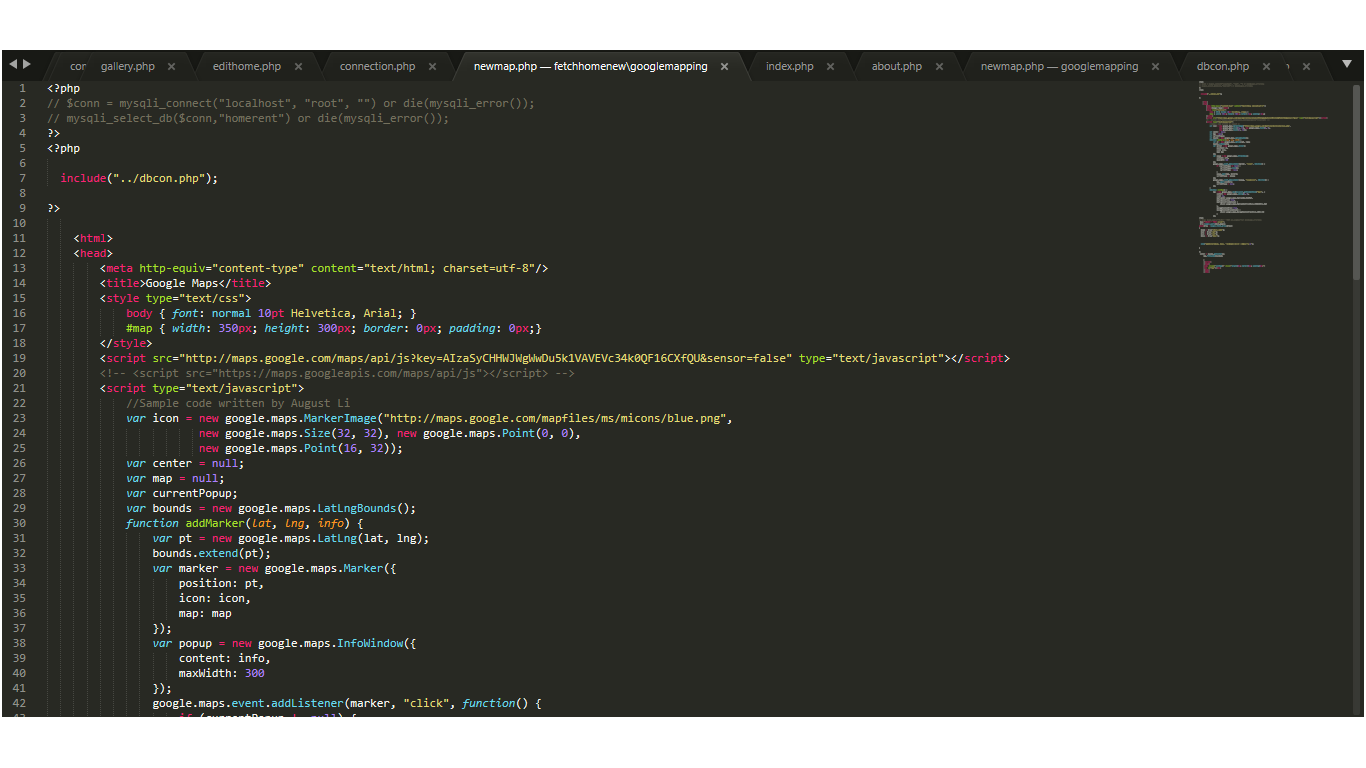 cor gallery.php × edithome.php × connection.php × newmap.php — fetchhomenew\googlemapping × index.php × about.php × newmap.php — googlemapping × dbcon.php × ×
1 <?php
2 // $conn = mysqli_connect("localhost", "root", "") or die(mysqli_error());
3 // mysqli_select_db($conn,"homerent") or die(mysqli_error());
4 ?>
5 <?php
6
7 include("../dbcon.php");
8
9 ?>
10
11 <html>
12 <head>
13 <meta http-equiv="content-type" content="text/html; charset=utf-8"/>
14 <title>Google Maps</title>
15 <style type="text/css">
16 body { font: normal 10pt Helvetica, Arial; }
17 #map { width: 350px; height: 300px; border: 0px; padding: 0px;}
18 </style>
19 <script src="http://maps.google.com/maps/api/js?key=AIzaSyCHHWJWgWwDu5k1VAVEVc34k0QF16CXfQU&sensor=false" type="text/javascript"></script>
20 <!-- <script src="https://maps.googleapis.com/maps/api/js"></script> -->
21 <script type="text/javascript">
22 //Sample code written by August Li
23 var icon = new google.maps.MarkerImage("http://maps.google.com/mapfiles/ms/micons/blue.png",
24 new google.maps.Size(32, 32), new google.maps.Point(0, 0),
25 new google.maps.Point(16, 32));
26 var center = null;
27 var map = null;
28 var currentPopup;
29 var bounds = new google.maps.LatLngBounds();
30 function addMarker(lat, lng, info) {
31 var pt = new google.maps.LatLng(lat, lng);
32 bounds.extend(pt);
33 var marker = new google.maps.Marker({
34 position: pt,
35 icon: icon,
36 map: map
37 });
38 var popup = new google.maps.InfoWindow({
39 content: info,
40 maxWidth: 300
41 });
42 google.maps.event.addListener(marker, "click", function() {